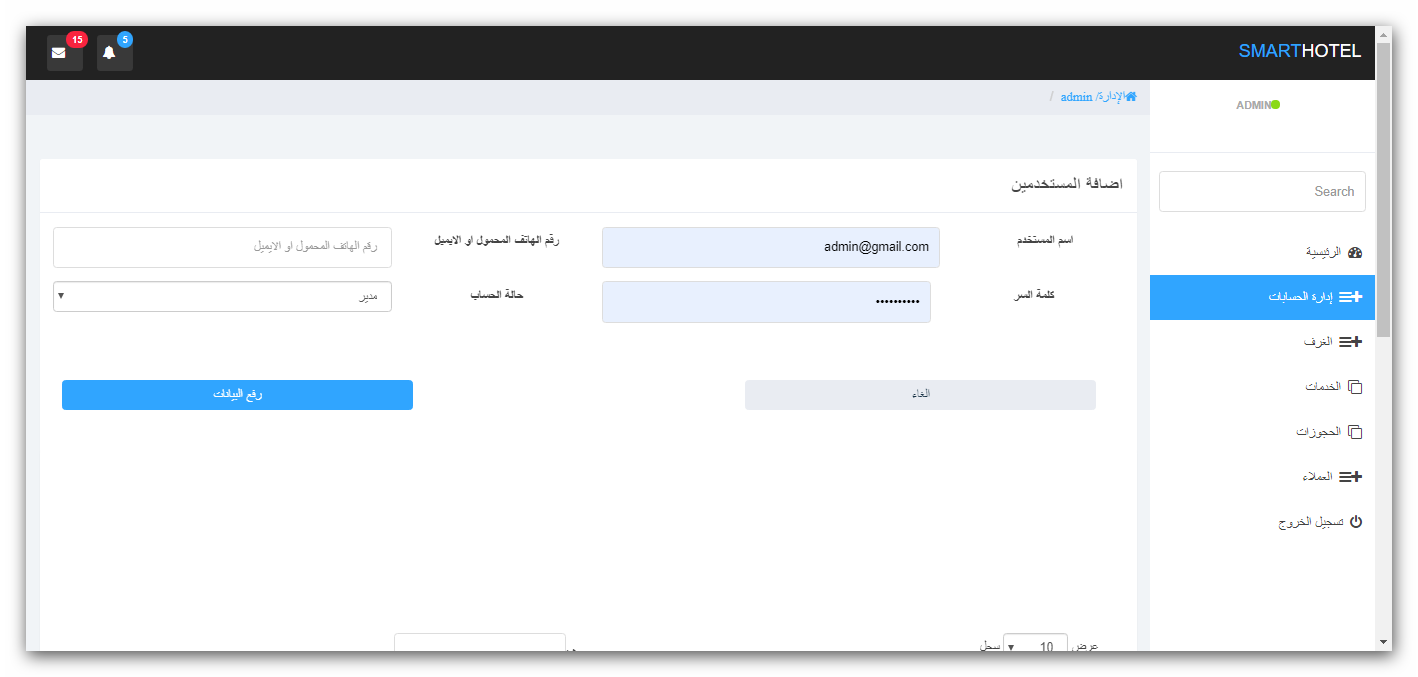 SMARTHOTEL
5
15
ADMIN
الإدارة/ admin /
Search
الرئيسية
إدارة الحسابات
الغرف
الخدمات
الحجوزات
العملاء
تسجيل الخروج
اضافة المستخدمين
اسم المستخدم
admin@gmail.com
رقم الهاتف المحمول او الايميل
رقم الهاتف المحمول او الايميل
كلمة السر
••••••••••
حالة الحساب
مدير
الغاء
رفع البيانات
عرض 10 سجل